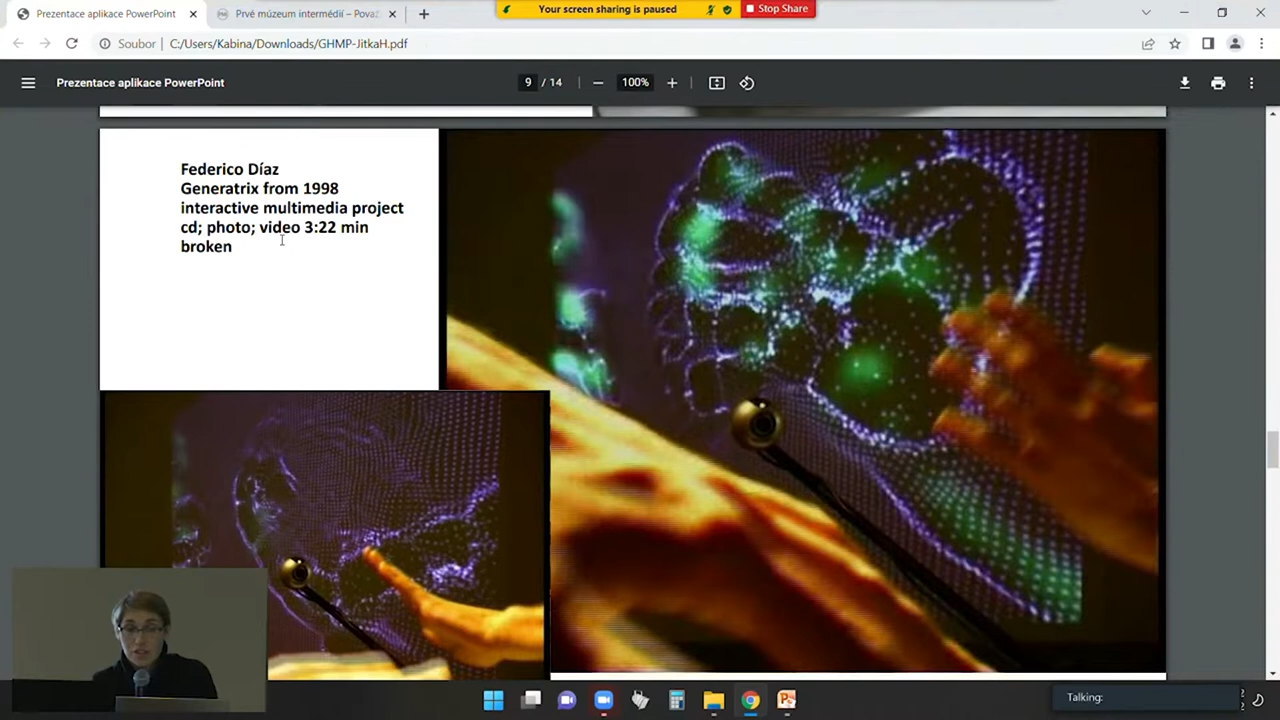 Prezentace aplikace PowerPoint
Prvé múzeum intermédií – Považ
Your screen sharing is paused
Stop Share
Soubor
C:/Users/Kabina/Downloads/GHMP-JitkaH.pdf
Prezentace aplikace PowerPoint
9 / 14
100%
Federico Díaz
Generatrix from 1998
interactive multimedia project
cd; photo; video 3:22 min
broken
Talking: